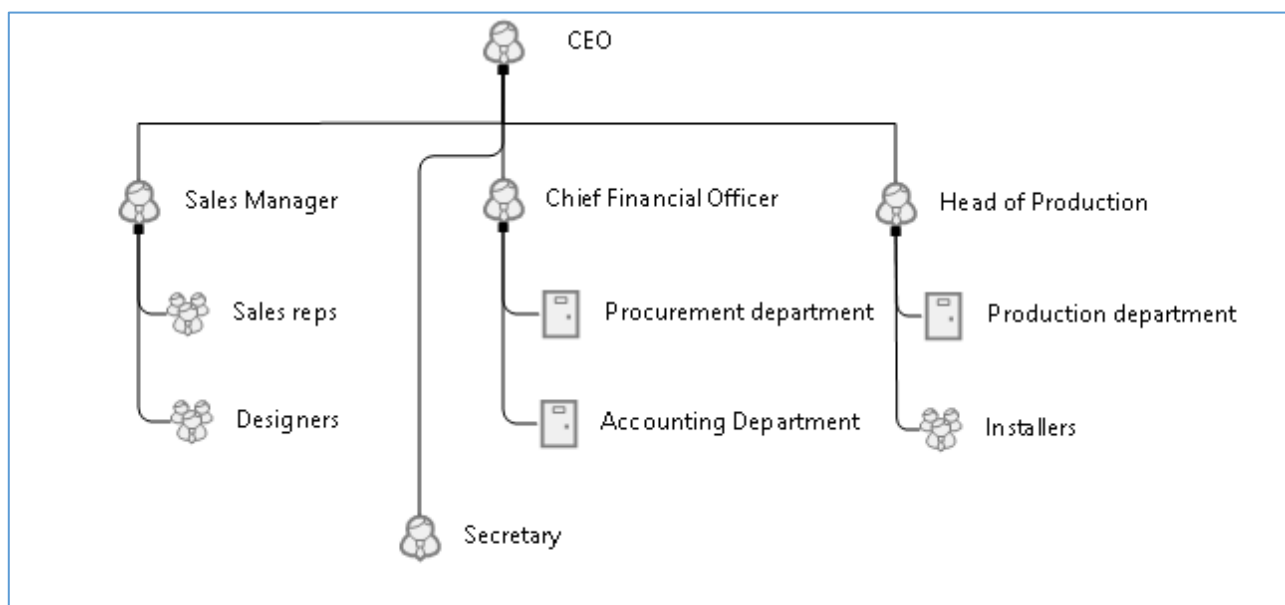 CEO
Sales Manager
Chief Financial Officer
Head of Production
Sales reps
Procurement department
Production department
Designers
Accounting Department
Installers
Secretary